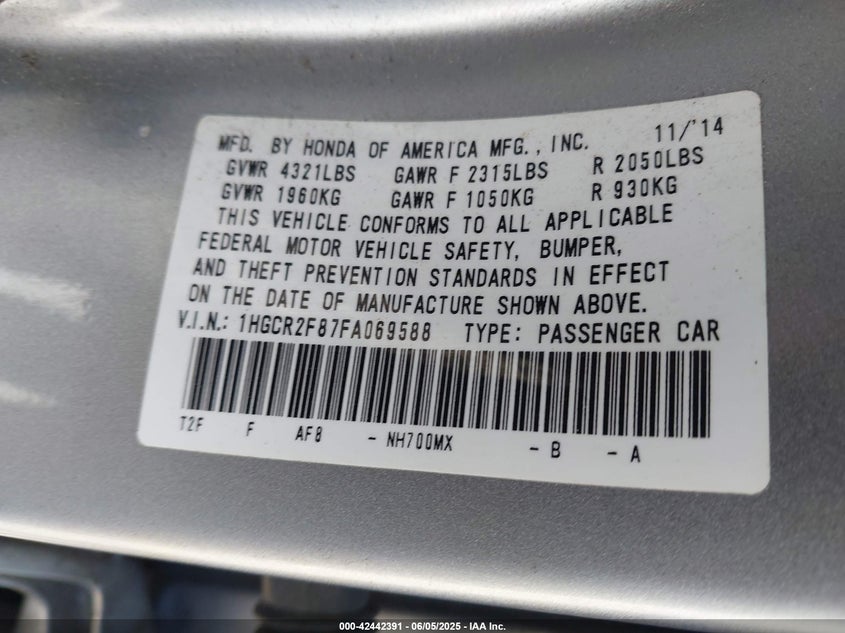 MFD. BY HONDA OF AMERICA MFG., INC. 11/'14
GVWR 4321LBS GAWR F 2315LBS R 2050LBS
GVWR 1960KG GAWR F 1050KG R 930KG
THIS VEHICLE CONFORMS TO ALL APPLICABLE
FEDERAL MOTOR VEHICLE SAFETY, BUMPER,
AND THEFT PREVENTION STANDARDS IN EFFECT
ON THE DATE OF MANUFACTURE SHOWN ABOVE.
V.I.N.: 1HGCR2F87FA069588 TYPE: PASSENGER CAR
T2F F AF8 - NH700MX - B - A
000-42442391 - 06/05/2025 - IAA Inc.